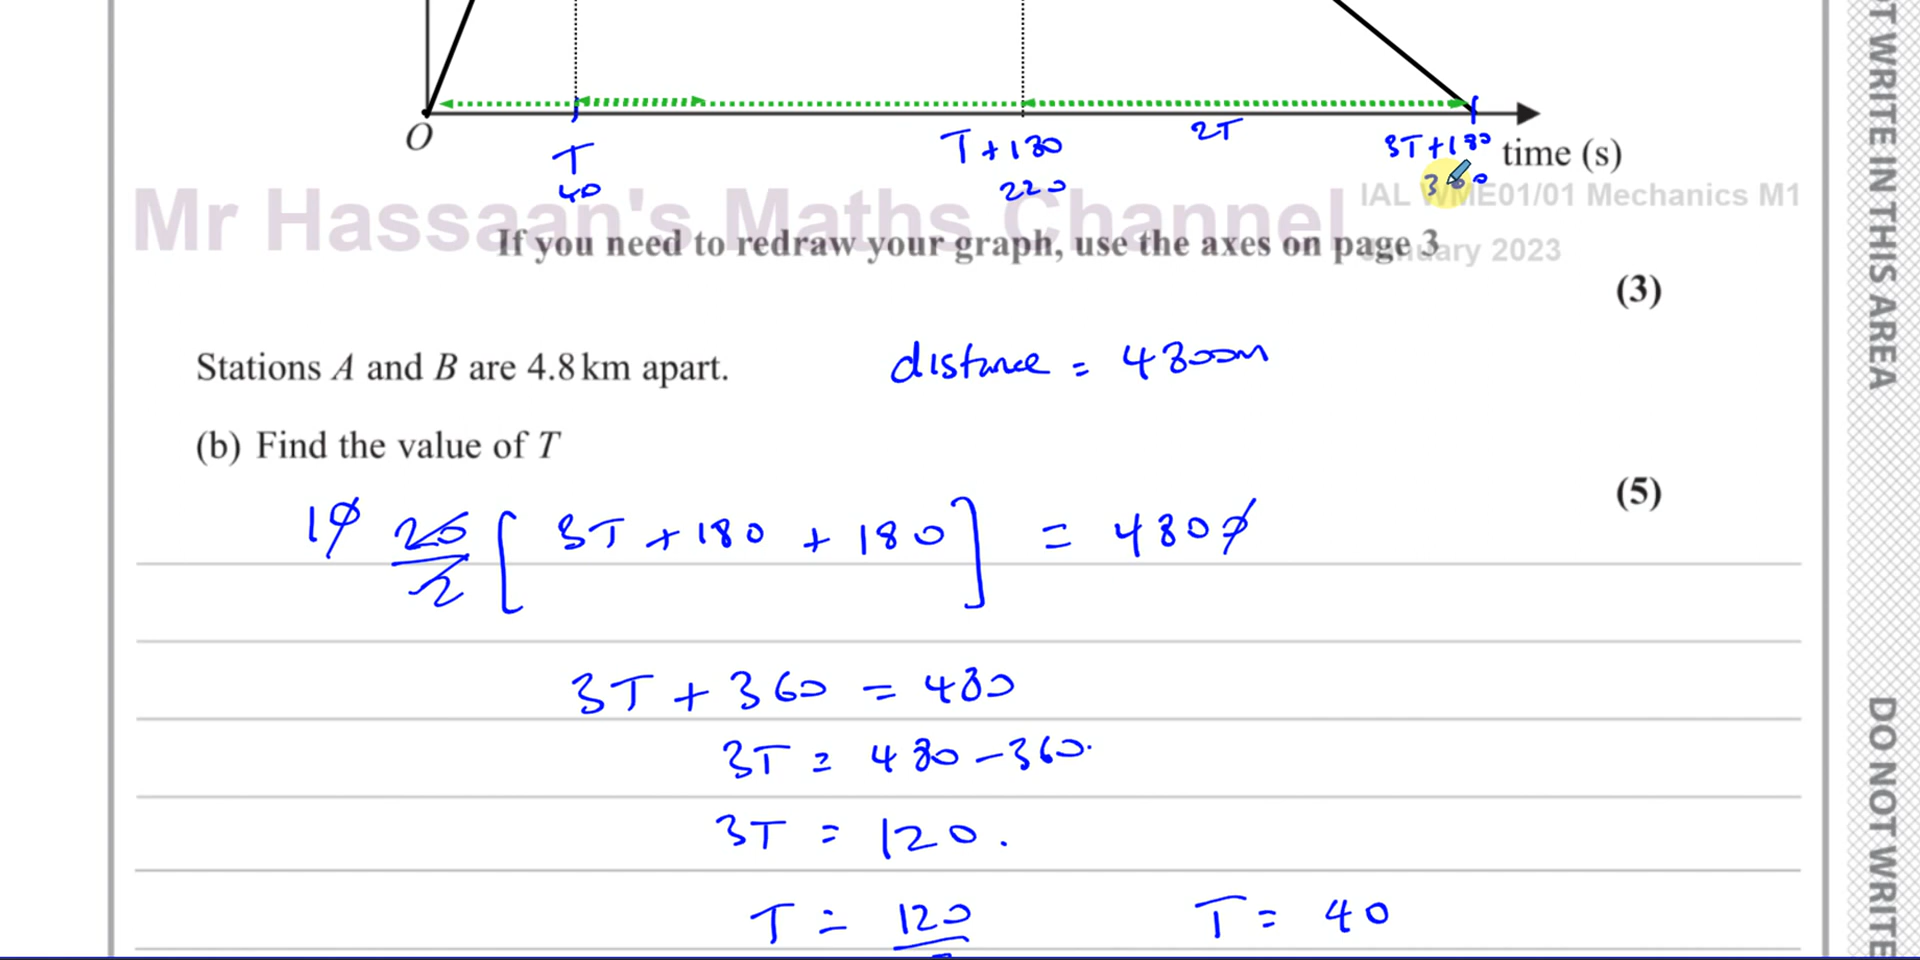 O
T
40
T + 180
220
2T
3T + 180
360
time (s)
Mr Hassaan's Maths Channel
IAL WME01/01 Mechanics M1
If you need to redraw your graph, use the axes on page 3
January 2023
(3)
Stations A and B are 4.8 km apart.
distance = 4800m
(b) Find the value of T
(5)
10 20/2 [ 3T + 180 + 180 ] = 4800
3T + 360 = 480
3T = 480 - 360.
3T = 120.
T = 120
T = 40
NOT WRITE IN THIS AREA
DO NOT WRITE